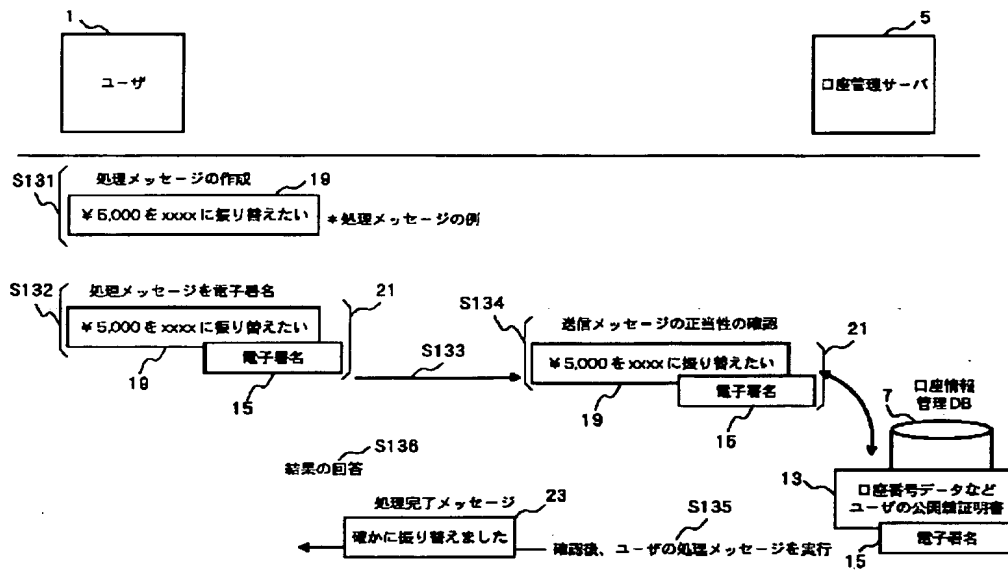 1
ユーザ
5
口座管理サーバ
S131
処理メッセージの作成
19
¥5,000をxxxxに振り替えたい
*処理メッセージの例
S132
処理メッセージを電子署名
21
¥5,000をxxxxに振り替えたい
電子署名
19
15
S133
S134
送信メッセージの正当性の確認
21
¥5,000をxxxxに振り替えたい
電子署名
19
15
口座情報
管理DB
7
13
口座番号データなど
ユーザの公開鍵証明書
電子署名
15
S136
結果の回答
処理完了メッセージ
23
確かに振り替えました
S135
確認後、ユーザの処理メッセージを実行